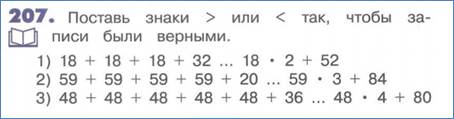 207. Поставь знаки > или < так, чтобы за-
писи были верными.
1) 18 + 18 + 18 + 32 ... 18 · 2 + 52
2) 59 + 59 + 59 + 59 + 20 ... 59 · 3 + 84
3) 48 + 48 + 48 + 48 + 48 + 36 ... 48 · 4 + 80